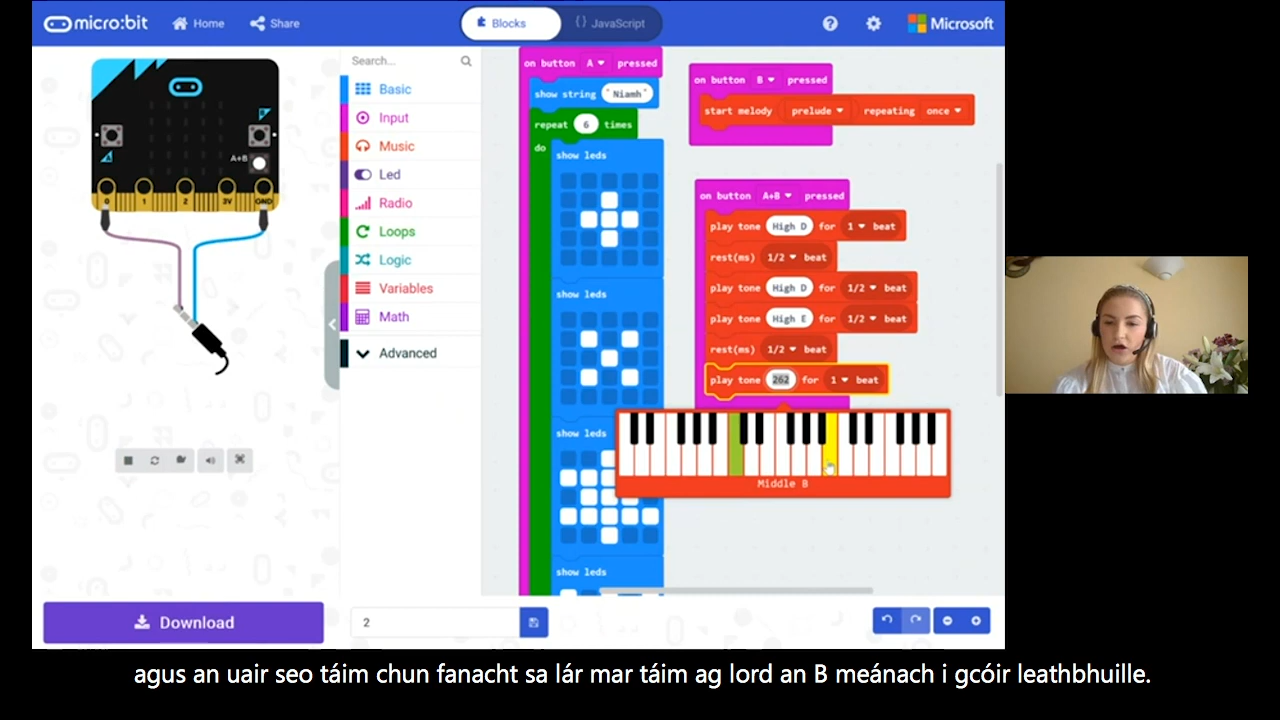 micro:bit Home Share Blocks {} JavaScript ? Microsoft
Search...
Basic
Input
Music
Led
Radio
Loops
Logic
Variables
Math
Advanced
A+B
0 1 2 3V GND
on button A pressed
show string "Niamh"
repeat 6 times
do
show leds
show leds
show leds
show leds
on button B pressed
start melody prelude repeating once
on button A+B pressed
play tone High D for 1 beat
rest(ms) 1/2 beat
play tone High D for 1/2 beat
play tone High E for 1/2 beat
rest(ms) 1/2 beat
play tone 262 for 1 beat
Middle B
Download
2
agus an uair seo táim chun fanacht sa lár mar táim ag lord an B meánach i gcóir leathbhuille.